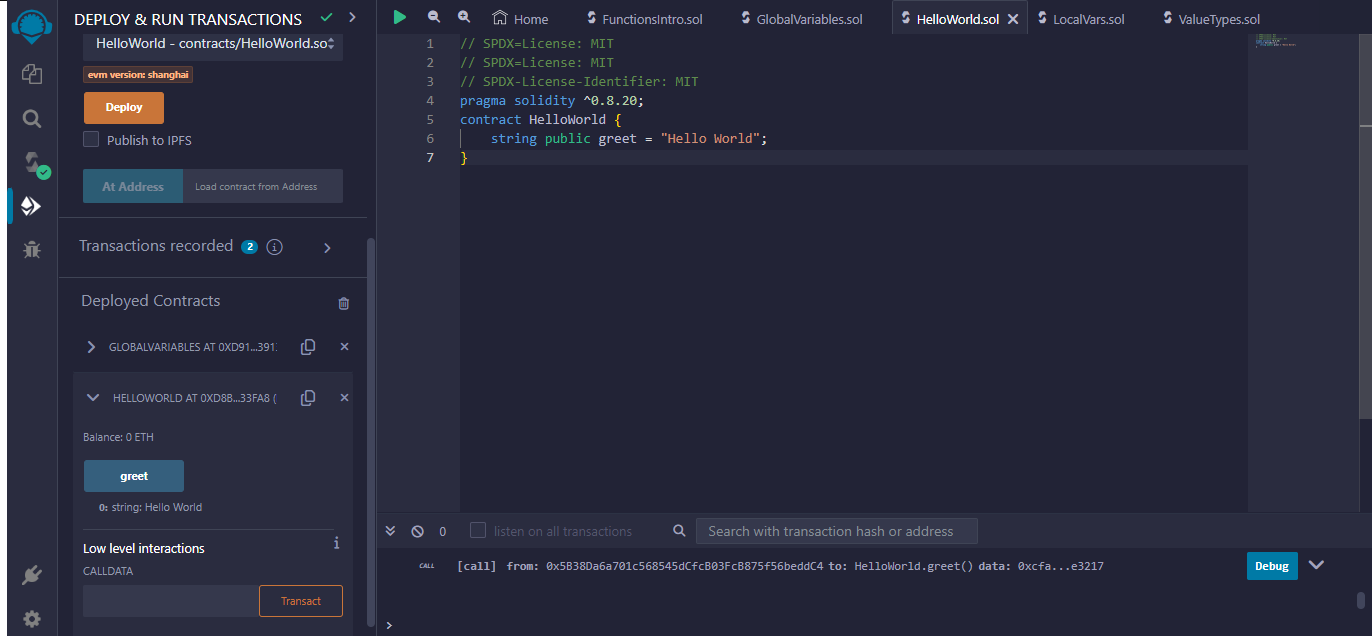 DEPLOY & RUN TRANSACTIONS
HelloWorld - contracts/HelloWorld.so
evm version: shanghai
Deploy
Publish to IPFS
At Address
Load contract from Address
Transactions recorded 2
Deployed Contracts
GLOBALVARIABLES AT 0XD91...391
HELLOWORLD AT 0XD8B...33FA8 (
Balance: 0 ETH
greet
0: string: Hello World
Low level interactions
CALLDATA
Transact
Home
FunctionsIntro.sol
GlobalVariables.sol
HelloWorld.sol
LocalVars.sol
ValueTypes.sol
1 // SPDX=License: MIT
2 // SPDX=License: MIT
3 // SPDX-License-Identifier: MIT
4 pragma solidity ^0.8.20;
5 contract HelloWorld {
6 string public greet = "Hello World";
7 }
0
listen on all transactions
Search with transaction hash or address
CALL [call] from: 0x5B38Da6a701c568545dCfcB03FcB875f56beddC4 to: HelloWorld.greet() data: 0xcfa...e3217
Debug
>